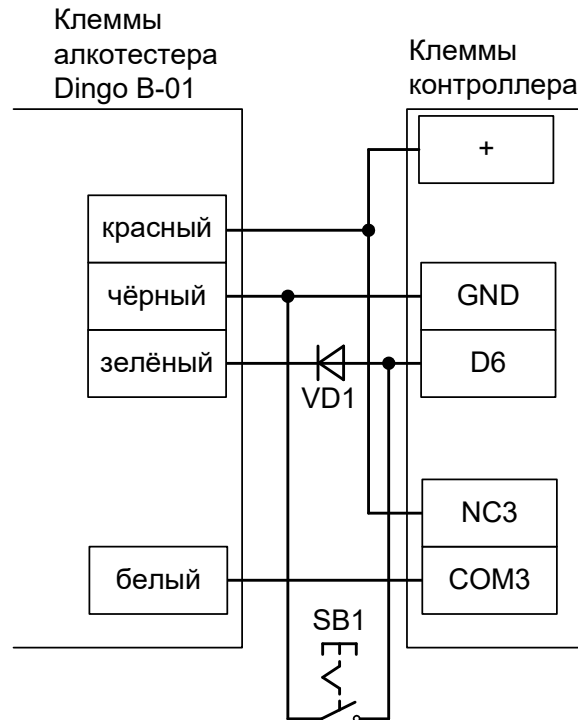 Клеммы
алкотестера
Dingo B-01
Клеммы
контроллера
+
красный
чёрный
GND
зелёный
D6
VD1
NC3
белый
COM3
SB1